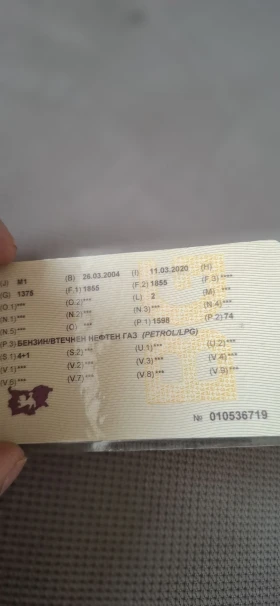 (J) M1 (B) 26.03.2004 (I) 11.03.2020 (H)
(G) 1375 (F.1) 1855 (F.2) 1855 (F.3) ****
(O.1)*** (O.2)*** (L) 2 (M) ***
(N.1)*** (N.2)*** (N.3)*** (N.4)***
(N.5)*** (C) *** (P.1) 1598 (P.2) 74
(P.3) БЕНЗИН/ВТЕЧНЕН НЕФТЕН ГАЗ (PETROL/LPG)
(S.1) 4+1 (S.2)*** (U.1)*** (U.2)***
(V.1)*** (V.2)*** (V.3)*** (V.4)***
(V.6)*** (V.7)*** (V.8)*** (V.9)***
№ 010536719